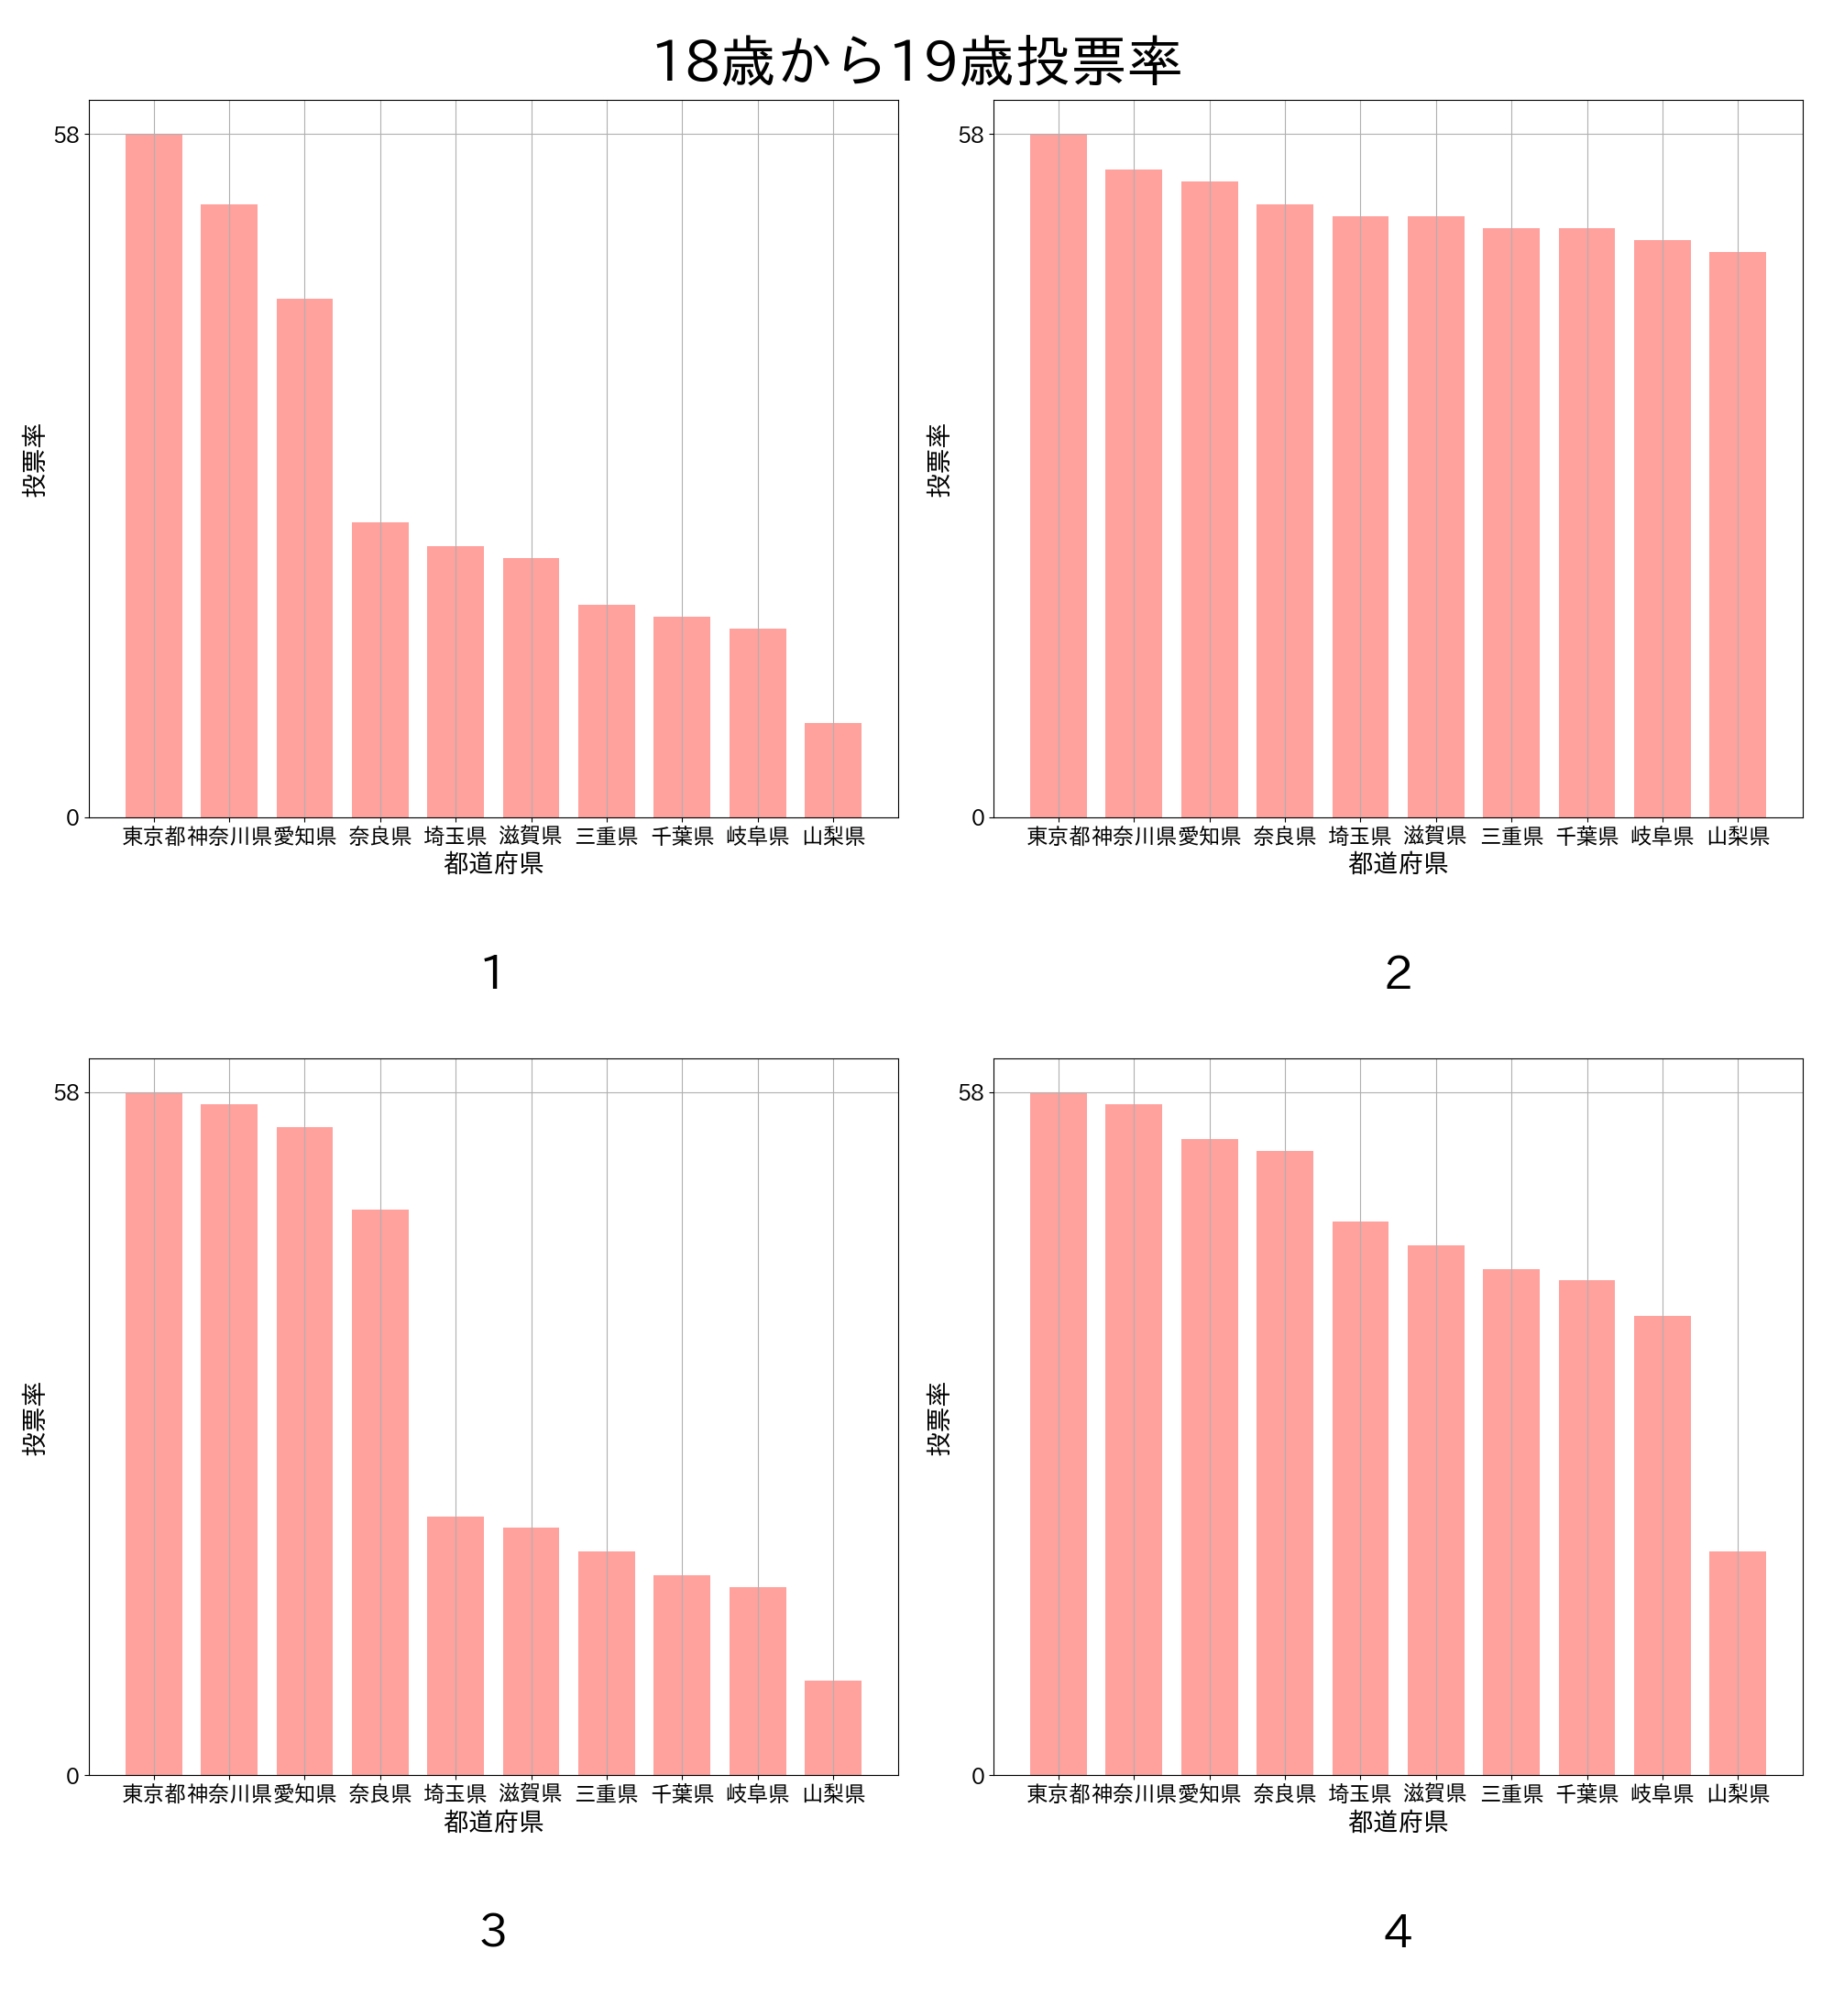 18歳から19歳投票率
58
0
投票率
東京都 神奈川県 愛知県 奈良県 埼玉県 滋賀県 三重県 千葉県 岐阜県 山梨県
都道府県
1
58
0
投票率
東京都 神奈川県 愛知県 奈良県 埼玉県 滋賀県 三重県 千葉県 岐阜県 山梨県
都道府県
2
58
0
投票率
東京都 神奈川県 愛知県 奈良県 埼玉県 滋賀県 三重県 千葉県 岐阜県 山梨県
都道府県
3
58
0
投票率
東京都 神奈川県 愛知県 奈良県 埼玉県 滋賀県 三重県 千葉県 岐阜県 山梨県
都道府県
4